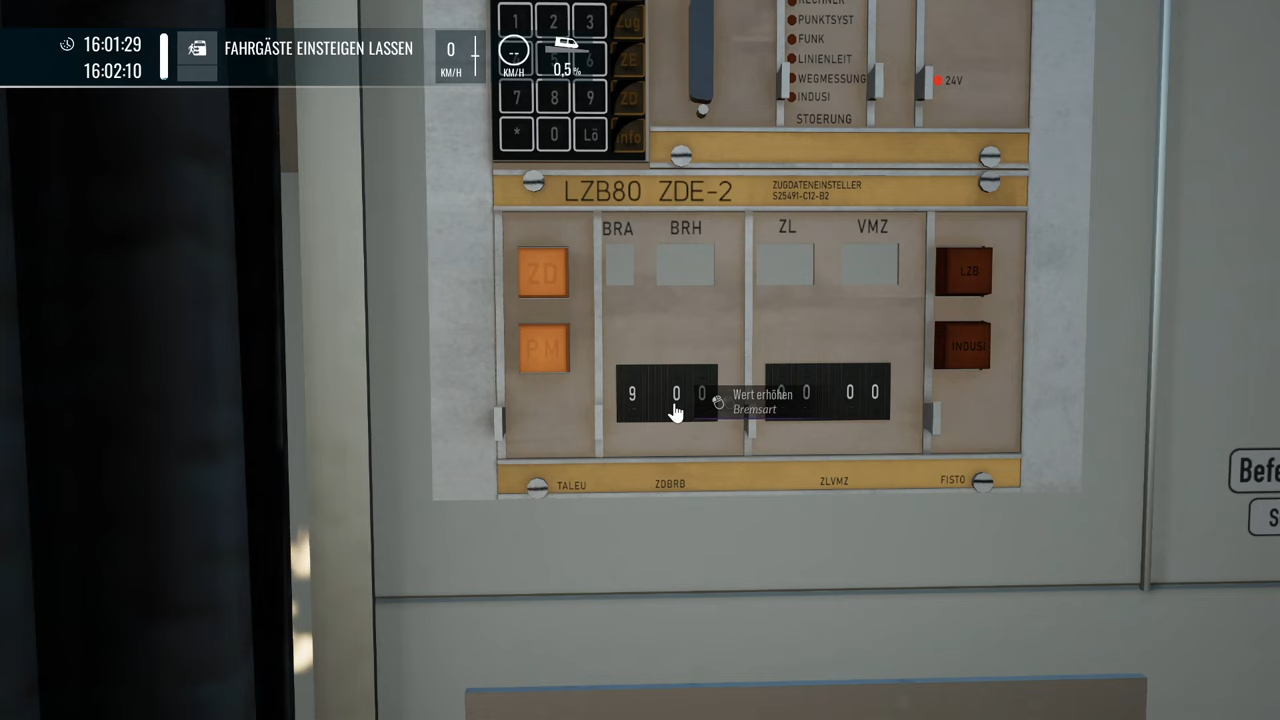 16:01:29
16:02:10
FAHRGÄSTE EINSTEIGEN LASSEN
0
KM/H
--
KM/H
0,5 %
1 2 3 Zug
5 6 ZE
7 8 9 ZD
* 0 Lö Info
PUNKTSYST
FUNK
LINIENLEIT
WEGMESSUNG
INDUSI
STOERUNG
24V
LZB80 ZDE-2
ZUGDATENEINSTELLER
S25491-C12-B2
BRA BRH ZL VMZ
ZD
LZB
PM
INDUSI
9 0 0 0 0 0 0
Wert erhöhen
Bremsart
TALEU ZDBRB ZLVMZ FISTO